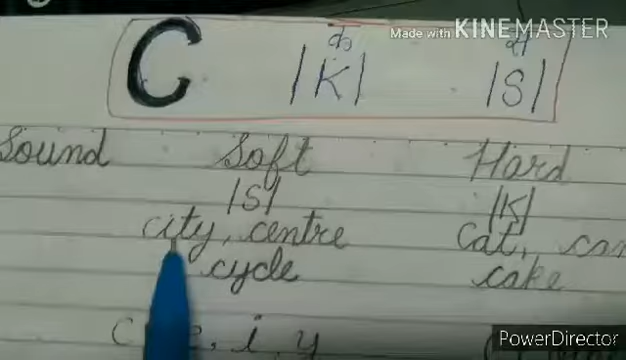 Made with KINEMASTER
क
C /K/ /S/
Sound Soft Hard
/S/ /K/
city, centre Cat,
cycle cake
i, y
PowerDirector